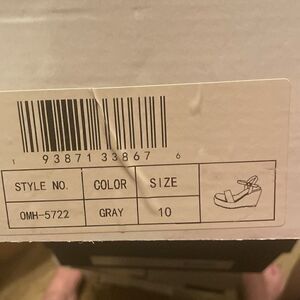 1 93871 33867 6
STYLE NO. COLOR SIZE
OMH-5722 GRAY 10